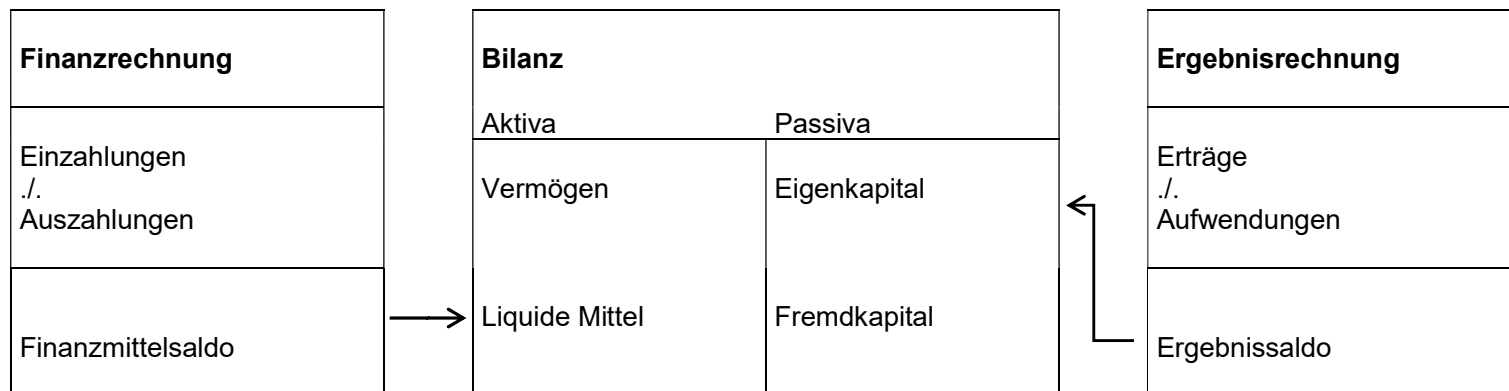 Finanzrechnung
Einzahlungen
./.
Auszahlungen
Finanzmittelsaldo
Bilanz
Aktiva Passiva
Vermögen Eigenkapital
Liquide Mittel Fremdkapital
Ergebnisrechnung
Erträge
./.
Aufwendungen
Ergebnissaldo